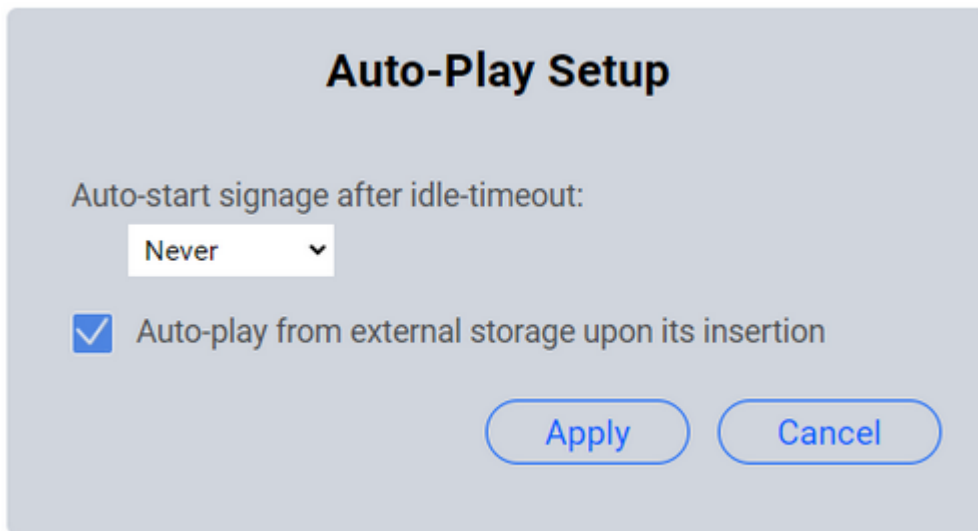 Auto-Play Setup
Auto-start signage after idle-timeout:
Never
Auto-play from external storage upon its insertion
Apply Cancel